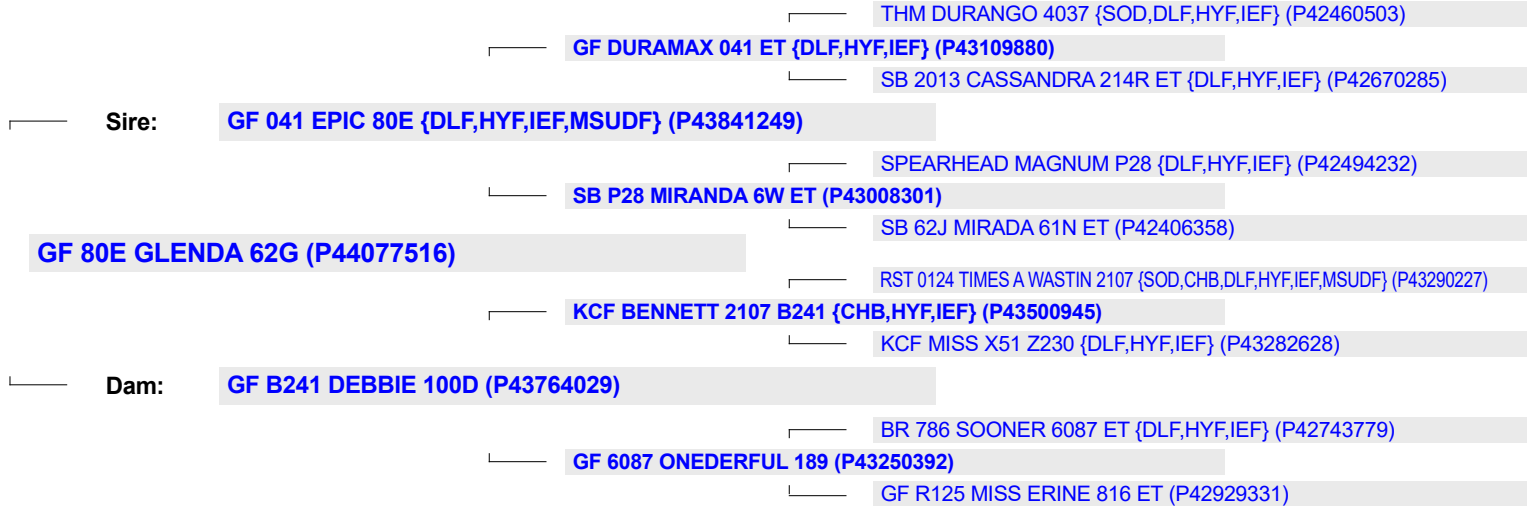 THM DURANGO 4037 {SOD,DLF,HYF,IEF} (P42460503)
GF DURAMAX 041 ET {DLF,HYF,IEF} (P43109880)
SB 2013 CASSANDRA 214R ET {DLF,HYF,IEF} (P42670285)
Sire: GF 041 EPIC 80E {DLF,HYF,IEF,MSUDF} (P43841249)
SPEARHEAD MAGNUM P28 {DLF,HYF,IEF} (P42494232)
SB P28 MIRANDA 6W ET (P43008301)
SB 62J MIRADA 61N ET (P42406358)
GF 80E GLENDA 62G (P44077516)
RST 0124 TIMES A WASTIN 2107 {SOD,CHB,DLF,HYF,IEF,MSUDF} (P43290227)
KCF BENNETT 2107 B241 {CHB,HYF,IEF} (P43500945)
KCF MISS X51 Z230 {DLF,HYF,IEF} (P43282628)
Dam: GF B241 DEBBIE 100D (P43764029)
BR 786 SOONER 6087 ET {DLF,HYF,IEF} (P42743779)
GF 6087 ONEDERFUL 189 (P43250392)
GF R125 MISS ERINE 816 ET (P42929331)